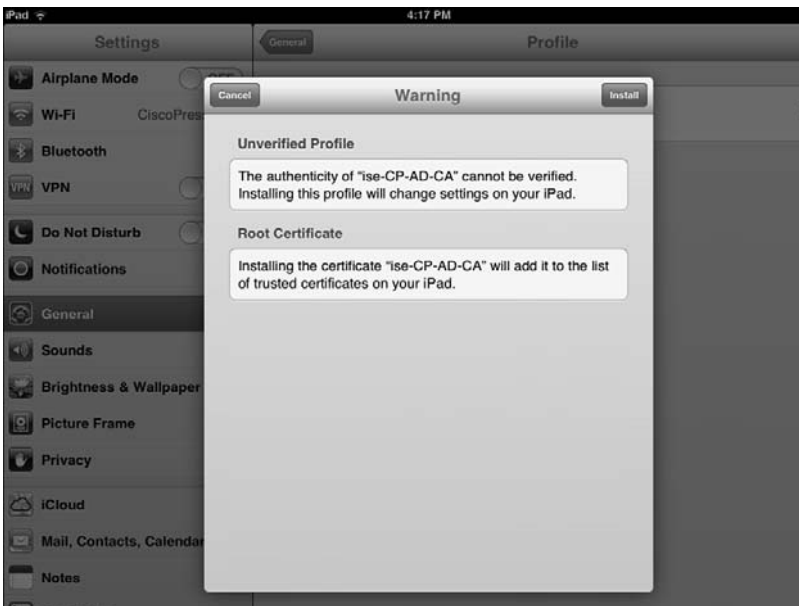 iPad
4:17 PM
Settings
General
Profile
Airplane Mode
OFF
Wi-Fi CiscoPres
Bluetooth
VPN VPN
Do Not Disturb
Notifications
General
Sounds
Brightness & Wallpaper
Picture Frame
Privacy
iCloud
Mail, Contacts, Calendar
Notes
Cancel
Warning
Install
Unverified Profile
The authenticity of “ise-CP-AD-CA” cannot be verified.
Installing this profile will change settings on your iPad.
Root Certificate
Installing the certificate “ise-CP-AD-CA” will add it to the list
of trusted certificates on your iPad.